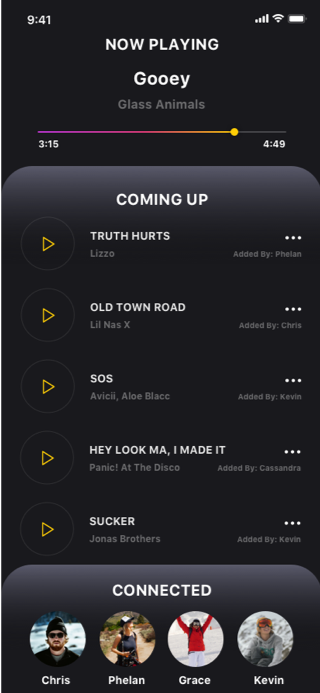 9:41
NOW PLAYING
Gooey
Glass Animals
3:15 4:49
COMING UP
TRUTH HURTS
Lizzo Added By: Phelan
OLD TOWN ROAD
Lil Nas X Added By: Chris
SOS
Avicii, Aloe Blacc Added By: Kevin
HEY LOOK MA, I MADE IT
Panic! At The Disco Added By: Cassandra
SUCKER
Jonas Brothers Added By: Kevin
CONNECTED
Chris Phelan Grace Kevin